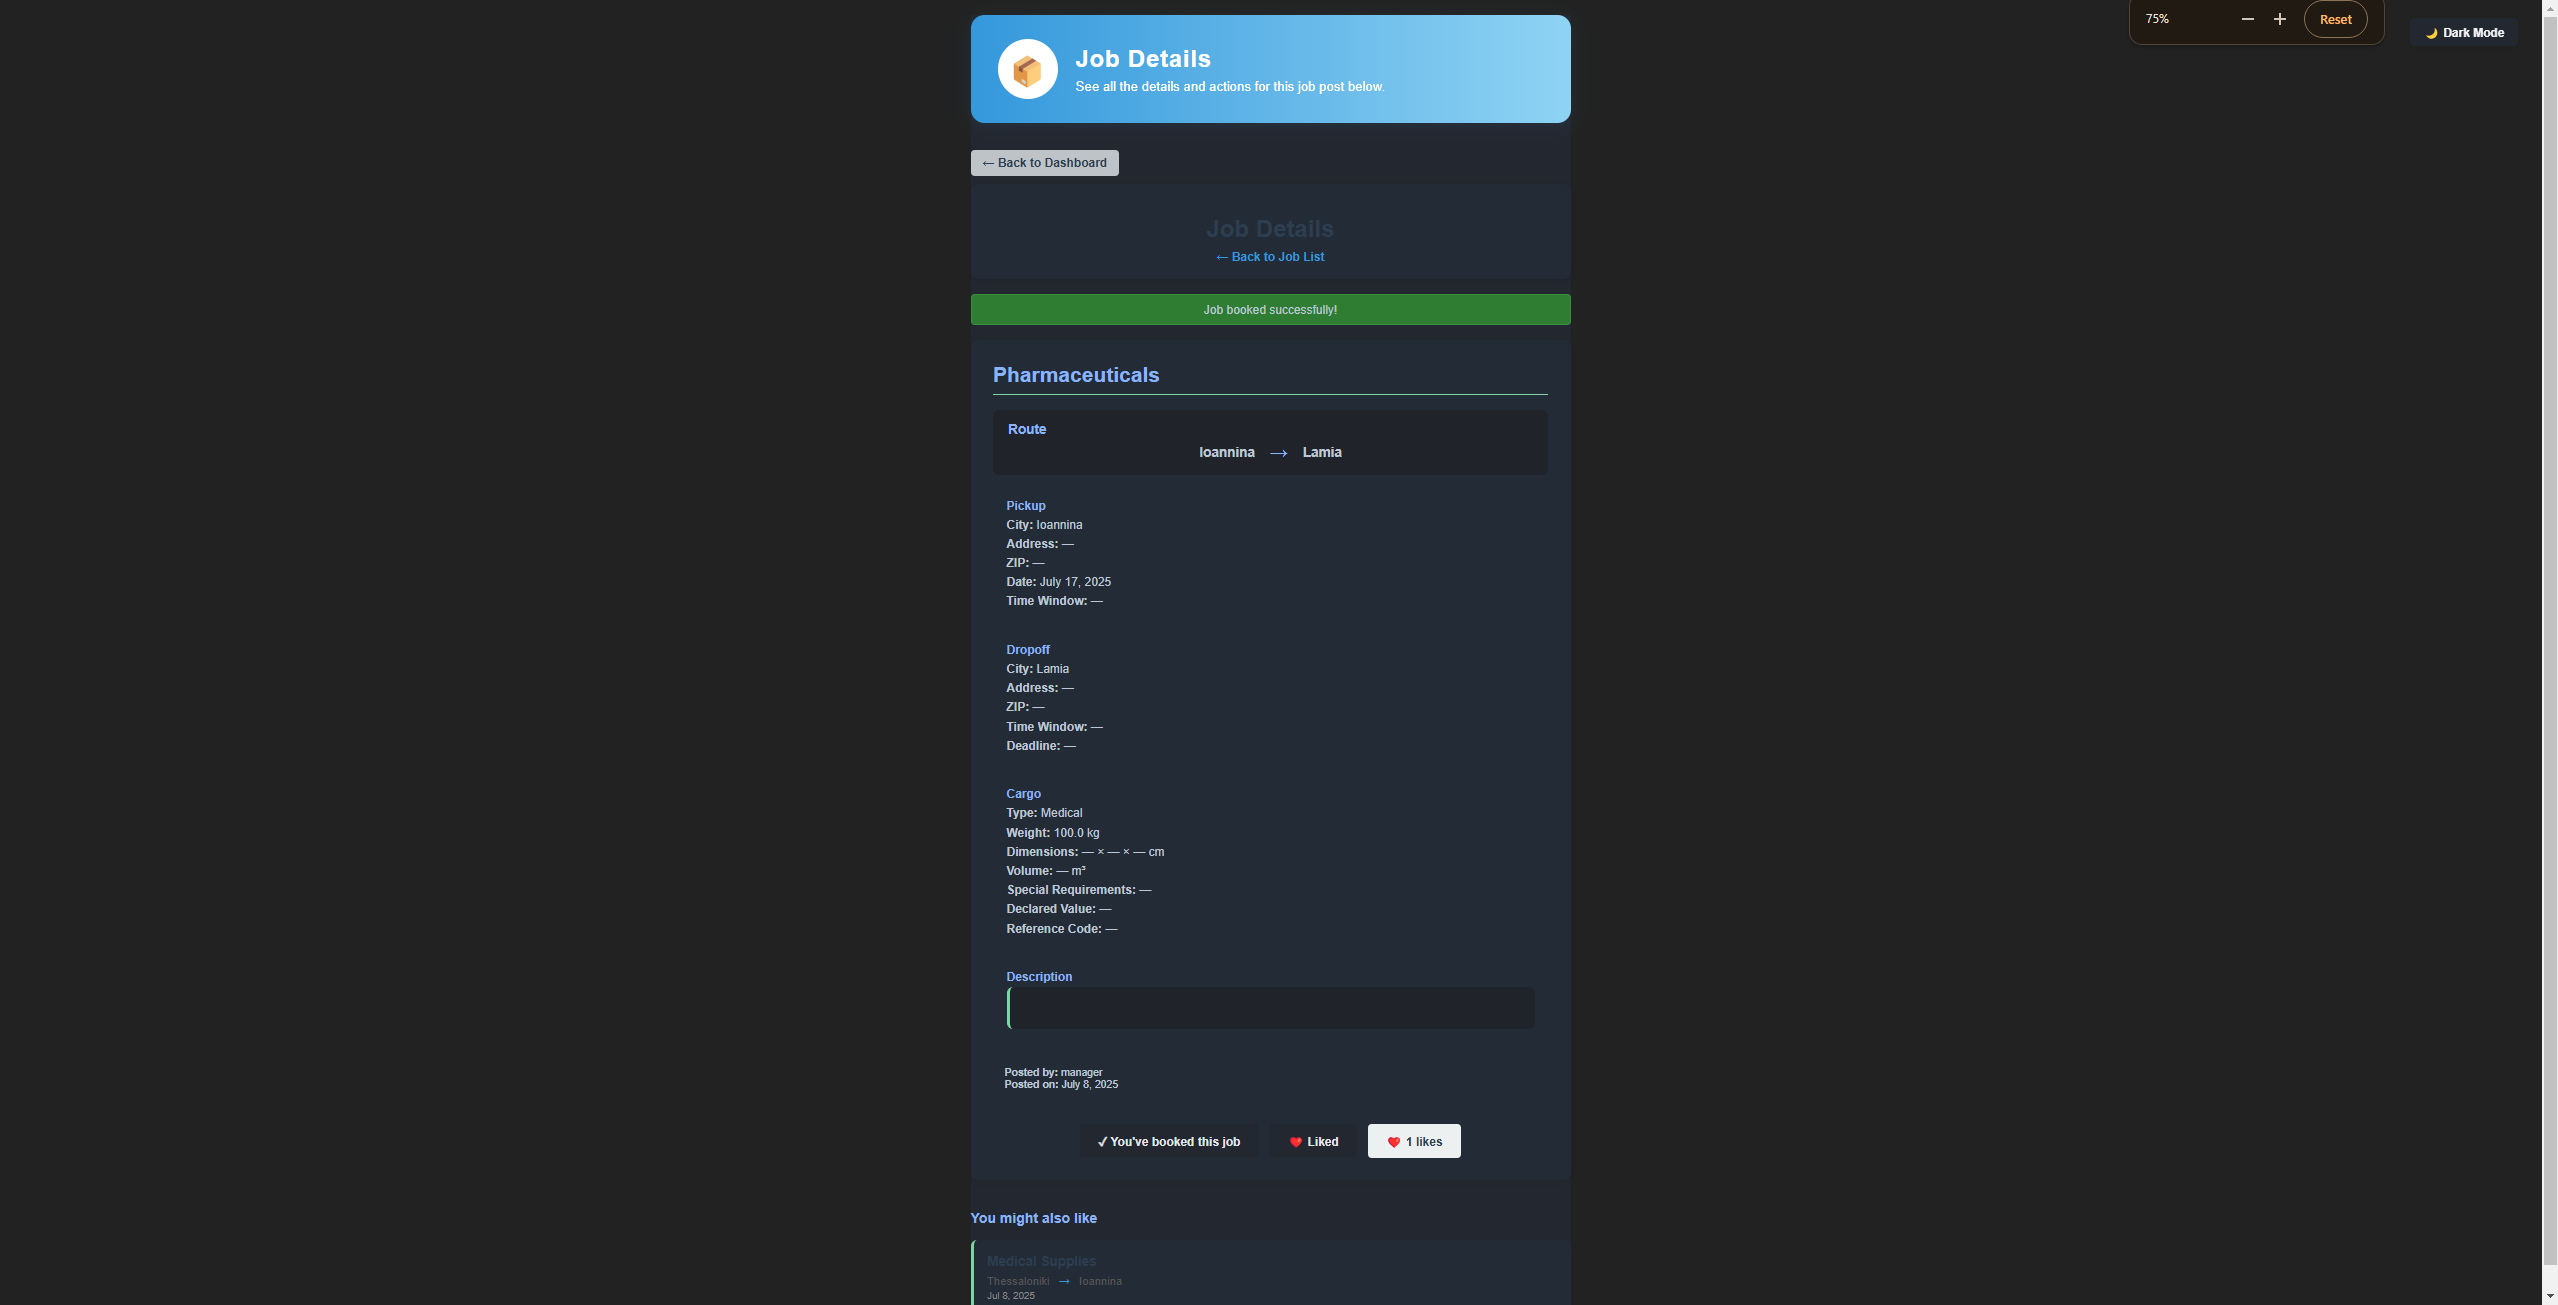 75%
Reset
🌙 Dark Mode
Job Details
See all the details and actions for this job post below.
← Back to Dashboard
Job Details
← Back to Job List
Job booked successfully!
Pharmaceuticals
Route
Ioannina → Lamia
Pickup
City: Ioannina
Address: —
ZIP: —
Date: July 17, 2025
Time Window: —
Dropoff
City: Lamia
Address: —
ZIP: —
Time Window: —
Deadline: —
Cargo
Type: Medical
Weight: 100.0 kg
Dimensions: — × — × — cm
Volume: — m³
Special Requirements: —
Declared Value: —
Reference Code: —
Description
Posted by: manager
Posted on: July 8, 2025
✓ You've booked this job ❤️ Liked ❤️ 1 likes
You might also like
Medical Supplies
Thessaloniki → Ioannina
Jul 8, 2025